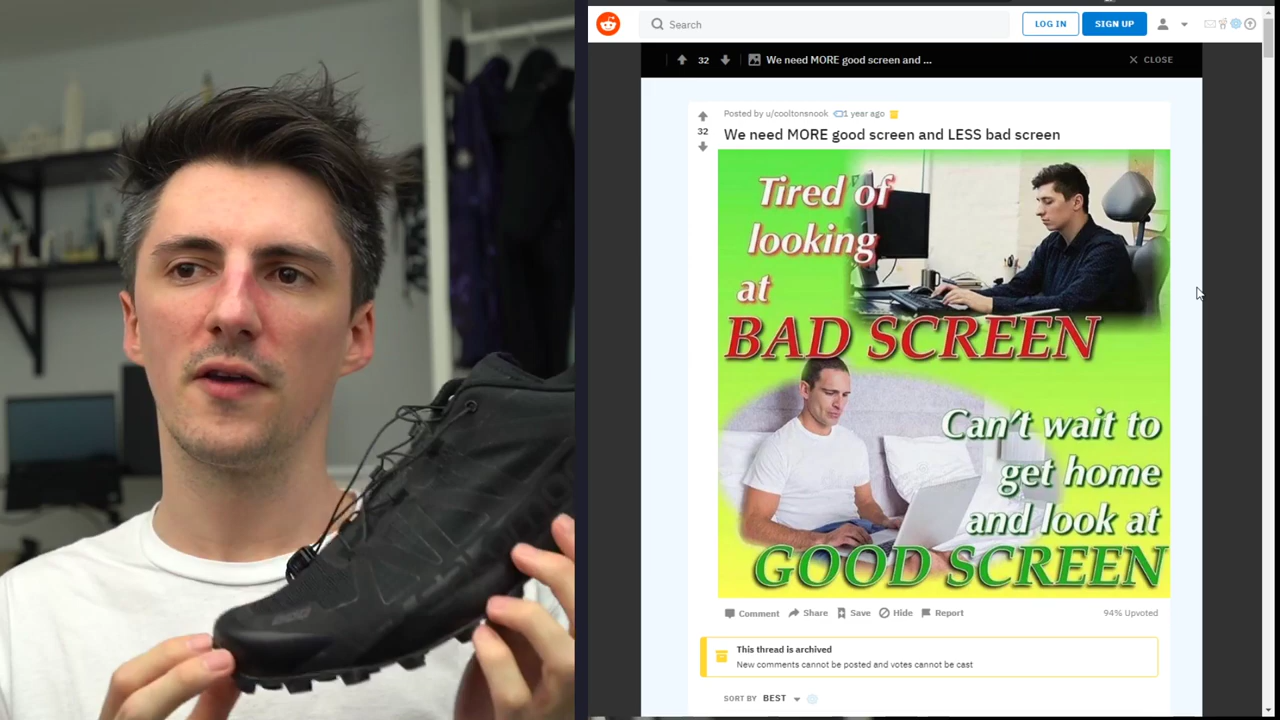 Search
LOG IN
SIGN UP
32
We need MORE good screen and ...
CLOSE
Posted by u/cooltonsnook 1 year ago
32
We need MORE good screen and LESS bad screen
Tired of
looking
at
BAD SCREEN
Can't wait to
get home
and look at
GOOD SCREEN
Comment Share Save Hide Report 94% Upvoted
This thread is archived
New comments cannot be posted and votes cannot be cast
SORT BY BEST